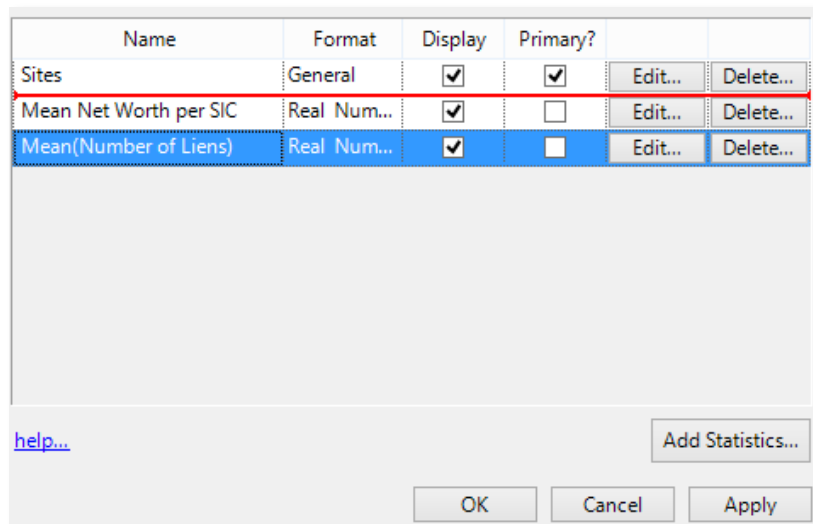 Name Format Display Primary?
Sites General Edit... Delete...
Mean Net Worth per SIC Real Num... Edit... Delete...
Mean(Number of Liens) Real Num... Edit... Delete...
help... Add Statistics...
OK Cancel Apply